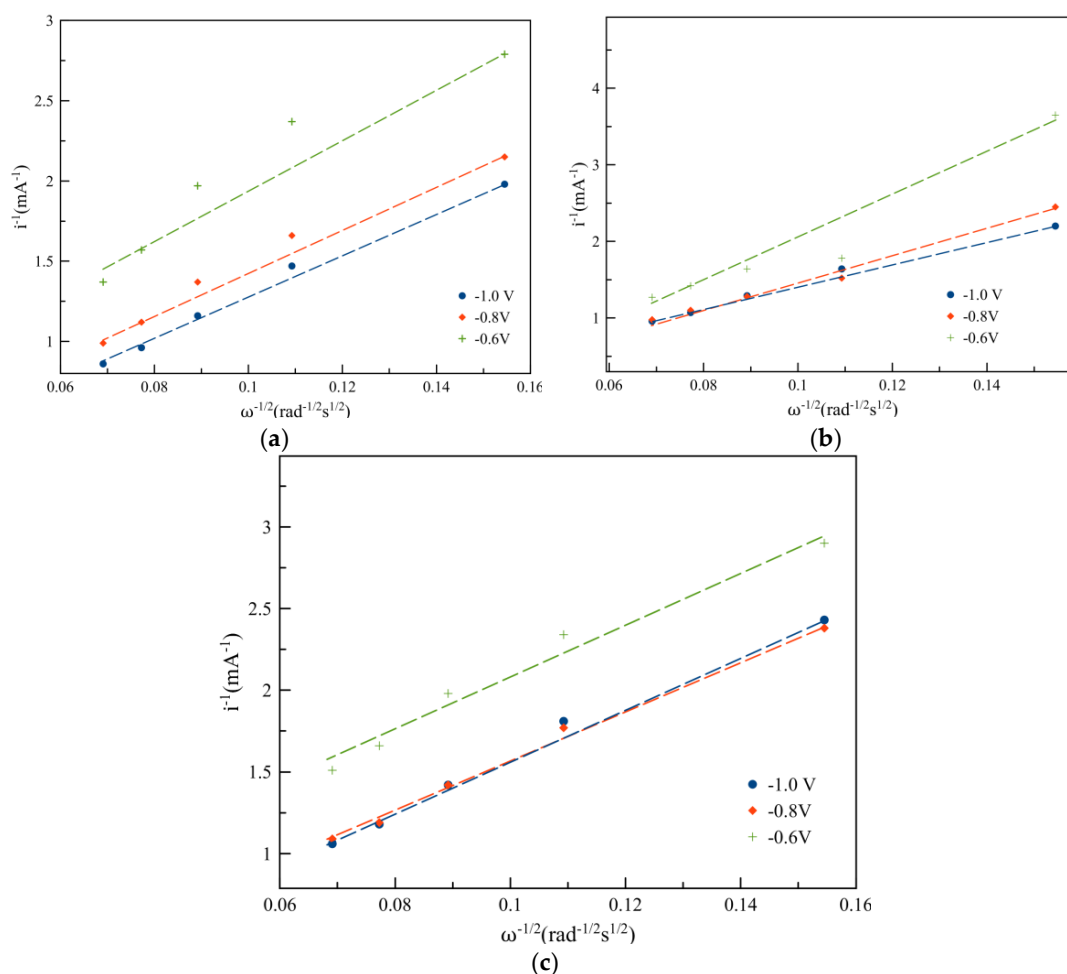 3
2.5
2
1.5
1
i⁻¹(mA⁻¹)
-1.0 V
-0.8V
-0.6V
0.06 0.08 0.1 0.12 0.14 0.16
ω⁻¹/²(rad⁻¹/²s¹/²)
(a)
4
3
2
1
i⁻¹(mA⁻¹)
-1.0 V
-0.8V
-0.6V
0.06 0.08 0.1 0.12 0.14
ω⁻¹/²(rad⁻¹/²s¹/²)
(b)
3
2.5
2
1.5
1
i⁻¹(mA⁻¹)
-1.0 V
-0.8V
-0.6V
0.06 0.08 0.1 0.12 0.14 0.16
ω⁻¹/²(rad⁻¹/²s¹/²)
(c)